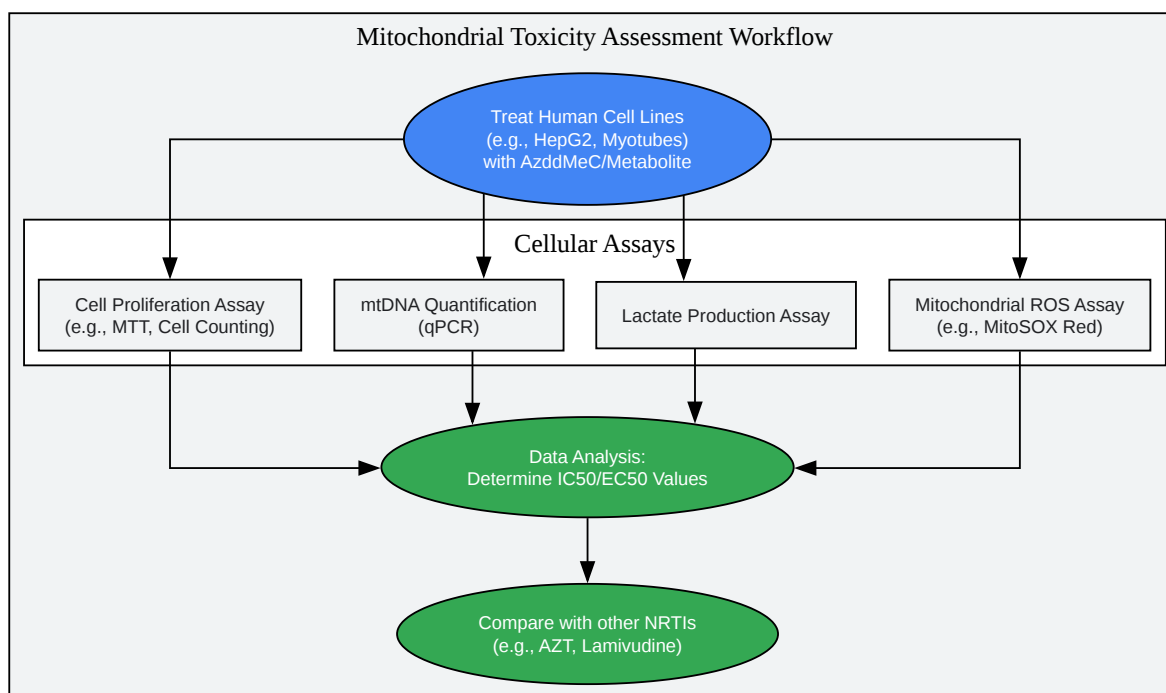 Mitochondrial Toxicity Assessment Workflow
Treat Human Cell Lines
(e.g., HepG2, Myotubes)
with AzddMeC/Metabolite
Cellular Assays
Cell Proliferation Assay
(e.g., MTT, Cell Counting)
mtDNA Quantification
(qPCR)
Lactate Production Assay
Mitochondrial ROS Assay
(e.g., MitoSOX Red)
Data Analysis:
Determine IC50/EC50 Values
Compare with other NRTIs
(e.g., AZT, Lamivudine)